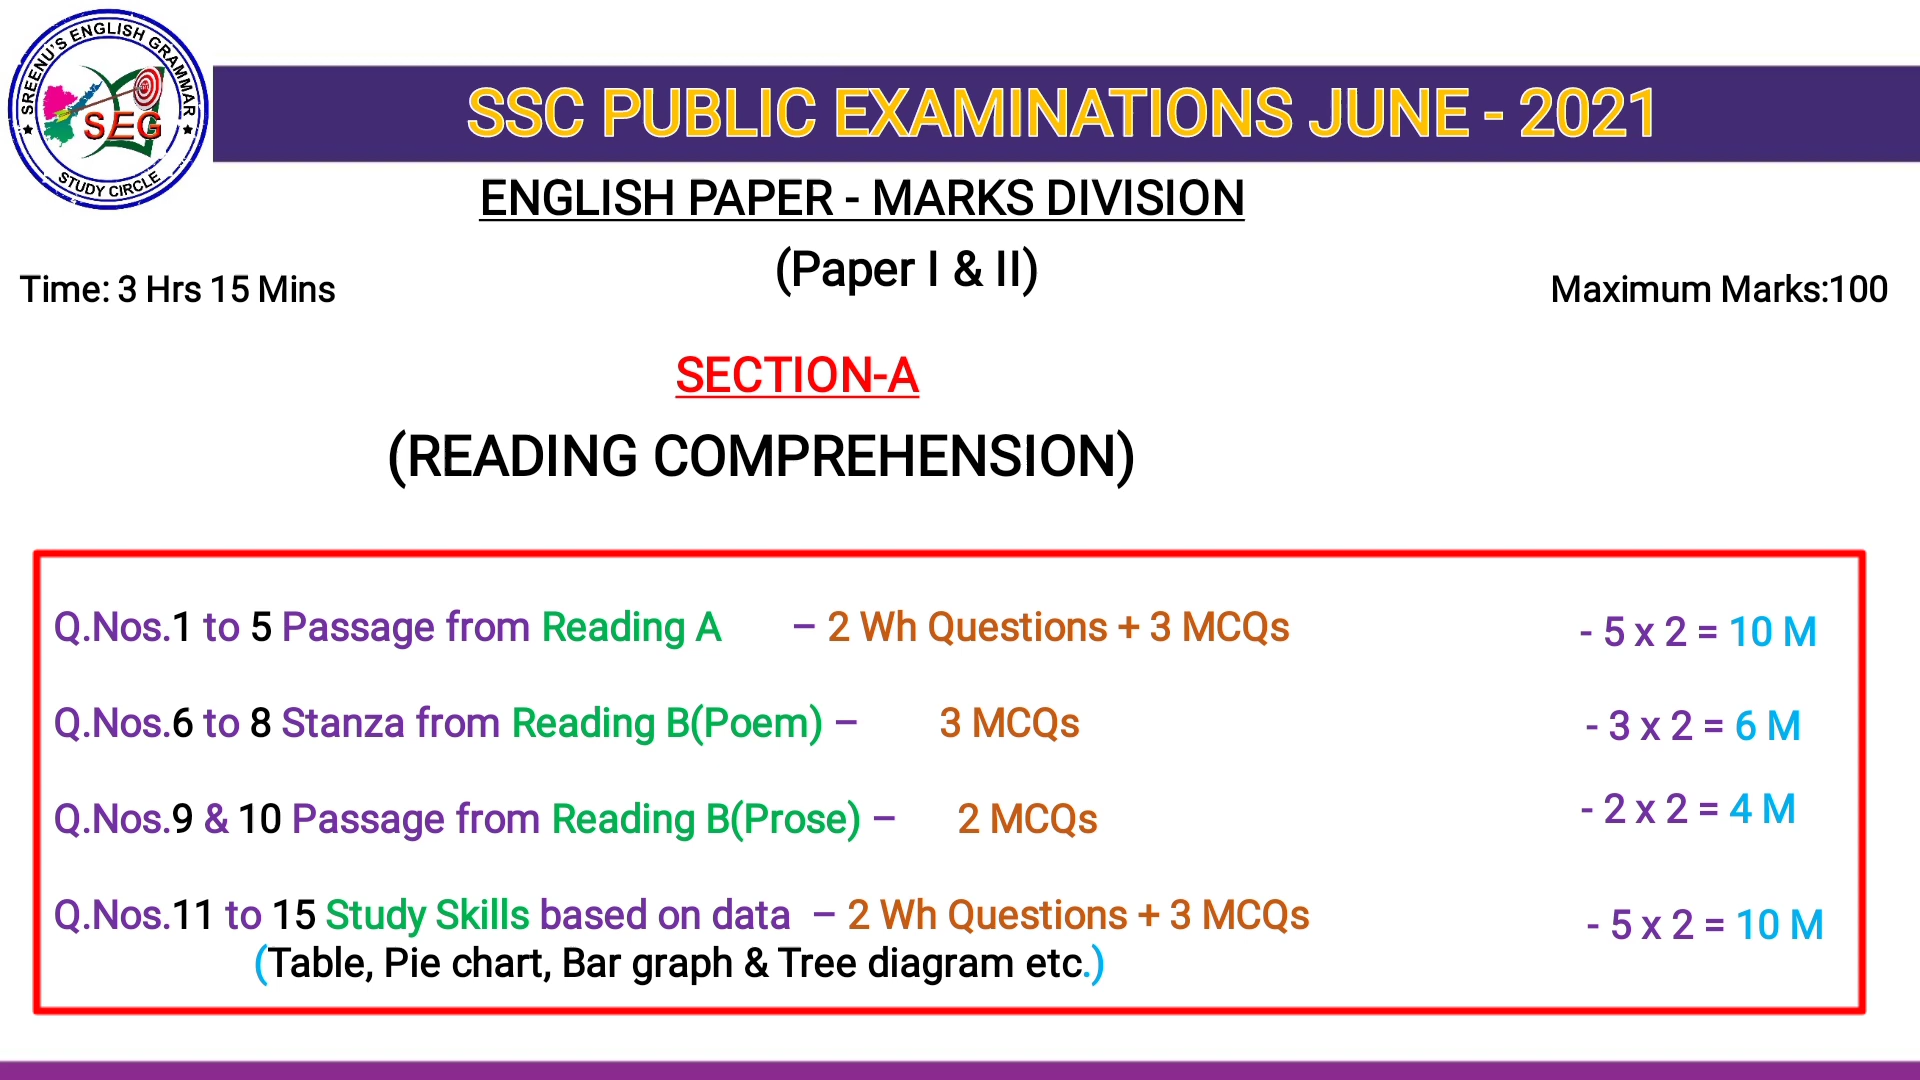 SREENU'S ENGLISH GRAMMAR
SEG
STUDY CIRCLE
SSC PUBLIC EXAMINATIONS JUNE - 2021
ENGLISH PAPER - MARKS DIVISION
(Paper I & II)
Time: 3 Hrs 15 Mins
Maximum Marks:100
SECTION-A
(READING COMPREHENSION)
Q.Nos.1 to 5 Passage from Reading A – 2 Wh Questions + 3 MCQs - 5 x 2 = 10 M
Q.Nos.6 to 8 Stanza from Reading B(Poem) – 3 MCQs - 3 x 2 = 6 M
Q.Nos.9 & 10 Passage from Reading B(Prose) – 2 MCQs - 2 x 2 = 4 M
Q.Nos.11 to 15 Study Skills based on data – 2 Wh Questions + 3 MCQs - 5 x 2 = 10 M
(Table, Pie chart, Bar graph & Tree diagram etc.)